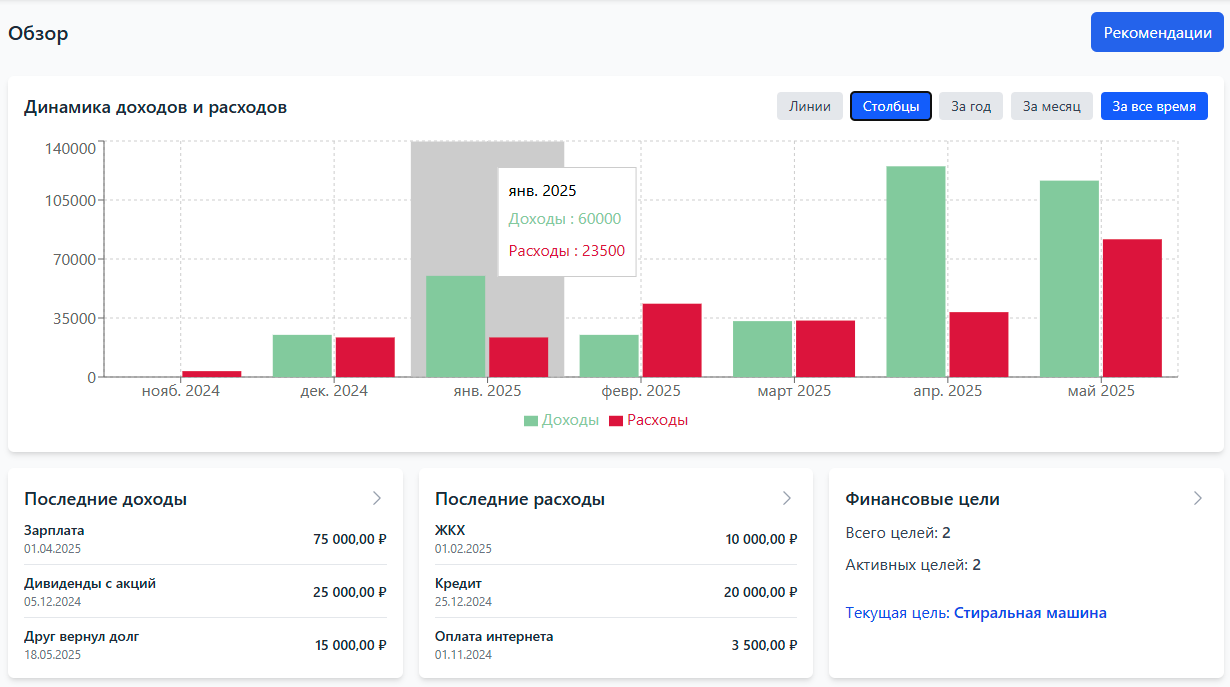 Обзор
Рекомендации
Динамика доходов и расходов
Линии
Столбцы
За год
За месяц
За все время
140000
105000
70000
35000
0
янв. 2025
Доходы : 60000
Расходы : 23500
нояб. 2024
дек. 2024
янв. 2025
февр. 2025
март 2025
апр. 2025
май 2025
Доходы
Расходы
Последние доходы
Зарплата
01.04.2025
75 000,00 ₽
Дивиденды с акций
05.12.2024
25 000,00 ₽
Друг вернул долг
18.05.2025
15 000,00 ₽
Последние расходы
ЖКХ
01.02.2025
10 000,00 ₽
Кредит
25.12.2024
20 000,00 ₽
Оплата интернета
01.11.2024
3 500,00 ₽
Финансовые цели
Всего целей: 2
Активных целей: 2
Текущая цель: Стиральная машина